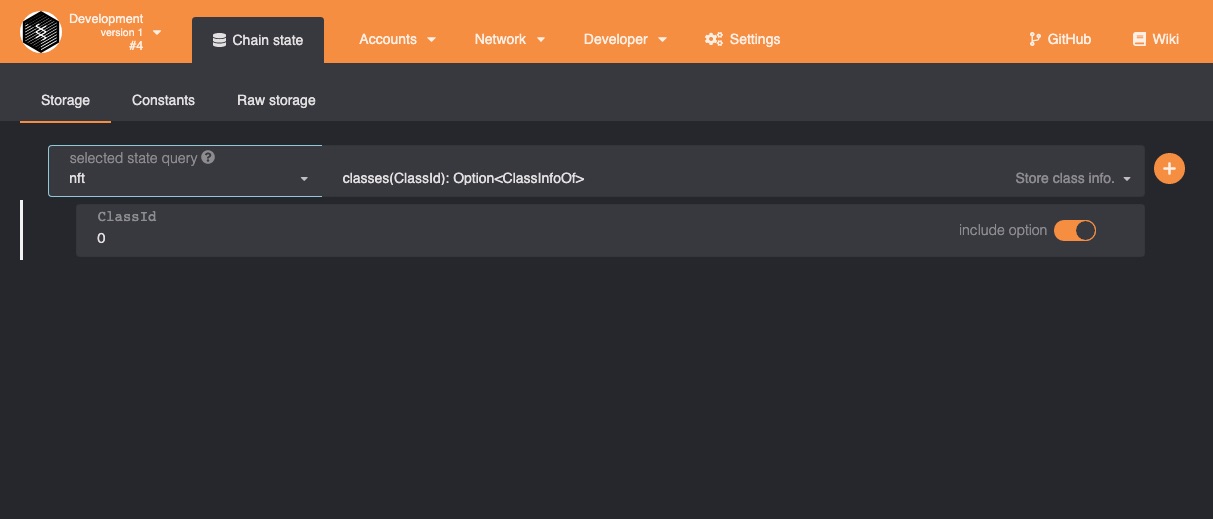 Development
version 1
#4
Chain state
Accounts
Network
Developer
Settings
GitHub
Wiki
Storage
Constants
Raw storage
selected state query
nft
classes(ClassId): Option<ClassInfoOf>
Store class info.
ClassId
0
include option